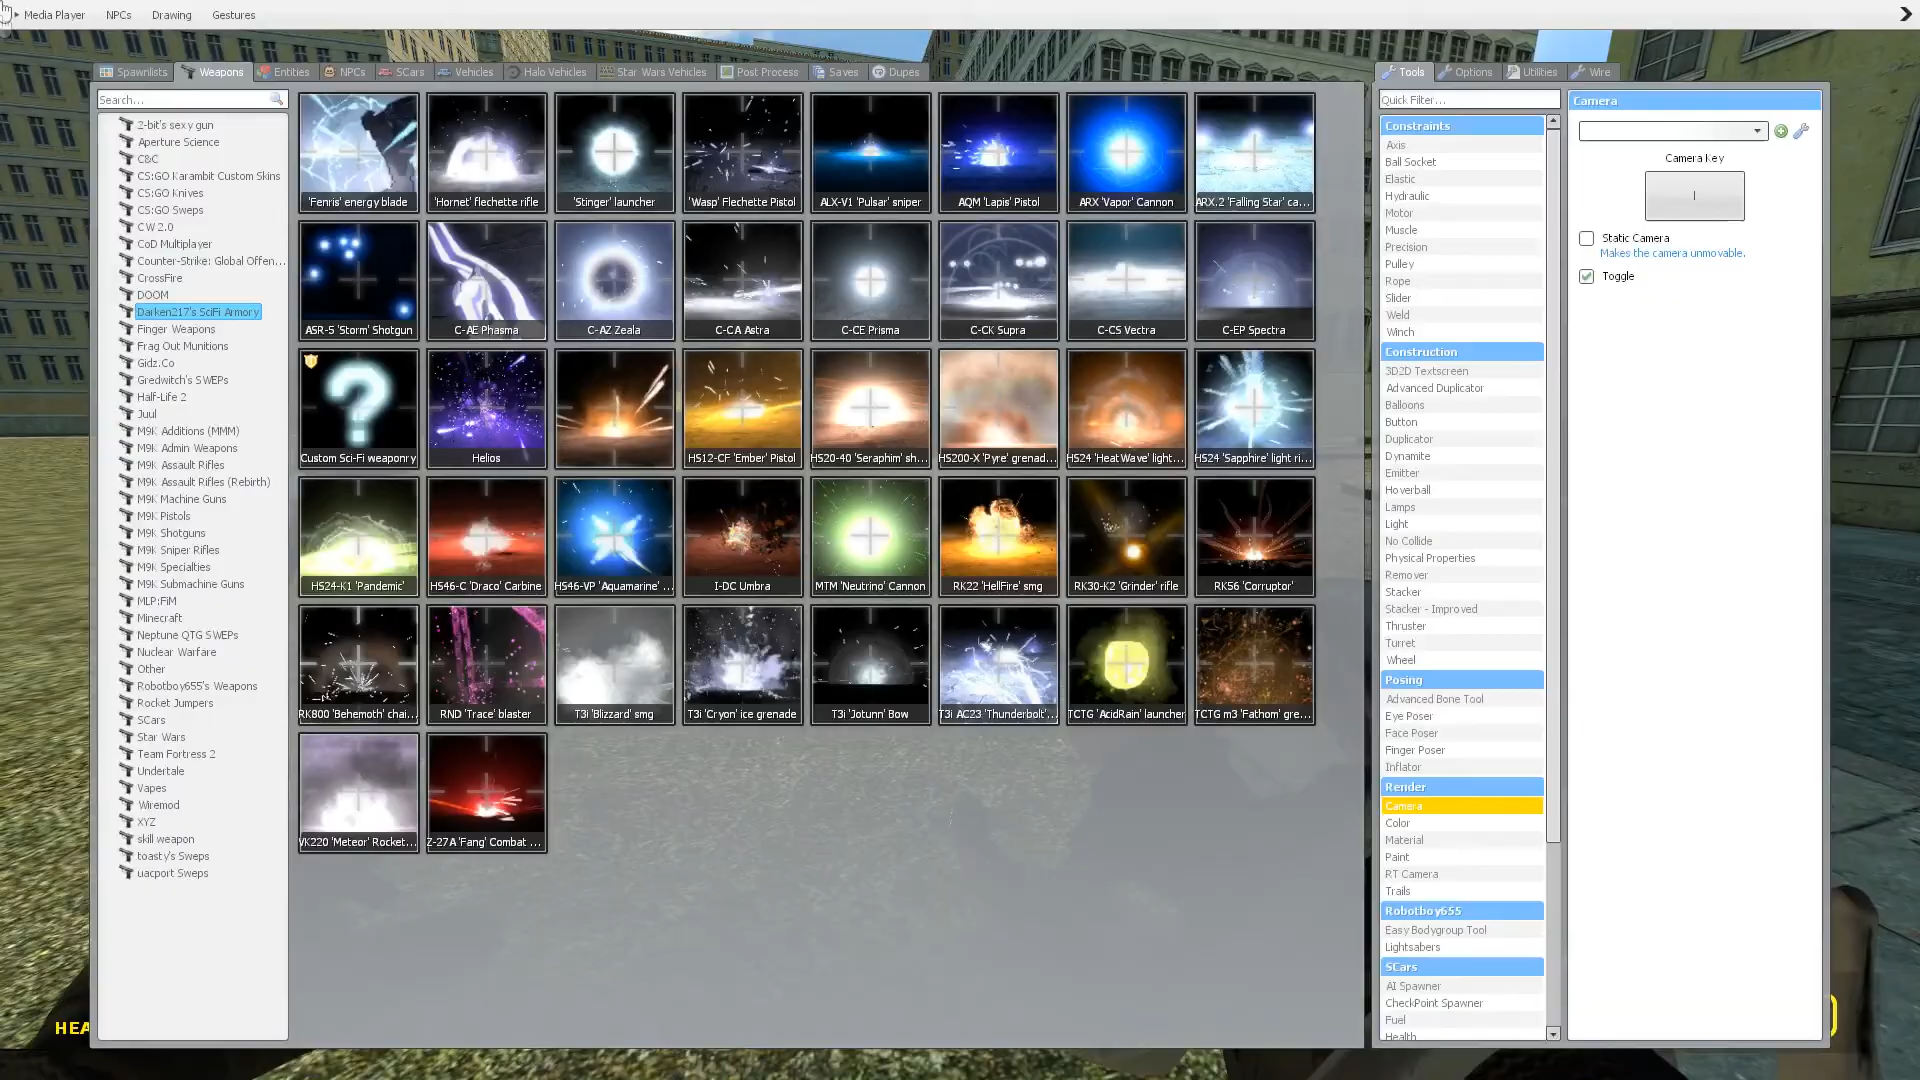 Media Player NPCs Drawing Gestures
Spawnlists Weapons Entities NPCs SCars Vehicles Halo Vehicles Star Wars Vehicles Post Process Saves Dupes
Tools Options Utilities Wire
Search...
2-bit's sexy gun
Aperture Science
C&C
CS:GO Karambit Custom Skins
CS:GO Knives
CS:GO Sweps
CW 2.0
CoD Multiplayer
Counter-Strike: Global Offen...
CrossFire
DOOM
Darken217's SciFi Armory
Finger Weapons
Frag Out Munitions
Gidz.Co
Gredwitch's SWEPs
Half-Life 2
Juul
M9K Additions (MMM)
M9K Admin Weapons
M9K Assault Rifles
M9K Assault Rifles (Rebirth)
M9K Machine Guns
M9K Pistols
M9K Shotguns
M9K Sniper Rifles
M9K Specialties
M9K Submachine Guns
MLP:FiM
Minecraft
Neptune QTG SWEPs
Nuclear Warfare
Other
Robotboy655's Weapons
Rocket Jumpers
SCars
Star Wars
Team Fortress 2
Undertale
Vapes
Wiremod
XYZ
skill weapon
toasty's Sweps
uacport Sweps
'Fenris' energy blade 'Hornet' flechette rifle 'Stinger' launcher 'Wasp' Flechette Pistol ALX-V1 'Pulsar' sniper AQM 'Lapis' Pistol ARX 'Vapor' Cannon ARX.2 'Falling Star' ca...
ASR-5 'Storm' Shotgun C-AE Phasma C-AZ Zeala C-CA Astra C-CE Prisma C-CK Supra C-CS Vectra C-EP Spectra
Custom Sci-Fi weaponry Helios HS12-CF 'Ember' Pistol HS20-40 'Seraphim' sh... HS200-X 'Pyre' grenad... HS24 'HeatWave' light... HS24 'Sapphire' light ri...
HS24-K1 'Pandemic' HS46-C 'Draco' Carbine HS46-VP 'Aquamarine' ... I-DC Umbra MTM 'Neutrino' Cannon RK22 'HellFire' smg RK30-K2 'Grinder' rifle RK56 'Corruptor'
RK800 'Behemoth' chai... RND 'Trace' blaster T3i 'Blizzard' smg T3i 'Cryon' ice grenade T3i 'Jotunn' Bow T3i AC23 'Thunderbolt'... TCTG 'AcidRain' launcher TCTG m3 'Fathom' gre...
VK220 'Meteor' Rocket... Z-27A 'Fang' Combat ...
Quick Filter...
Constraints
Axis
Ball Socket
Elastic
Hydraulic
Motor
Muscle
Precision
Pulley
Rope
Slider
Weld
Winch
Construction
3D2D Textscreen
Advanced Duplicator
Balloons
Button
Duplicator
Dynamite
Emitter
Hoverball
Lamps
Light
No Collide
Physical Properties
Remover
Stacker
Stacker - Improved
Thruster
Turret
Wheel
Posing
Advanced Bone Tool
Eye Poser
Face Poser
Finger Poser
Inflator
Render
Camera
Color
Material
Paint
RT Camera
Trails
Robotboy655
Easy Bodygroup Tool
Lightsabers
SCars
AI Spawner
CheckPoint Spawner
Fuel
Health
Camera
Camera Key
Static Camera
Makes the camera unmovable.
Toggle
HEA